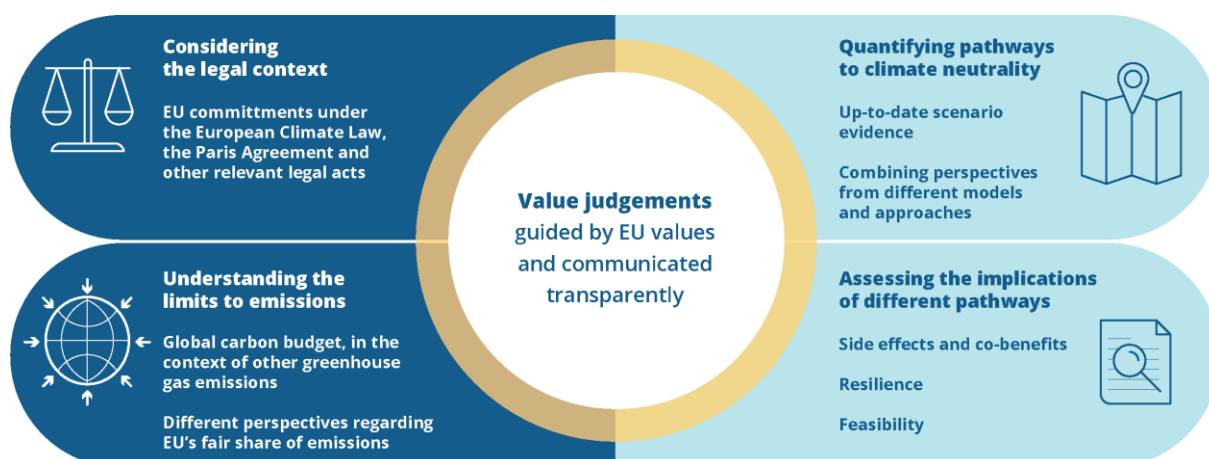 Considering
the legal context
EU committments under
the European Climate Law,
the Paris Agreement and
other relevant legal acts
Understanding the
limits to emissions
Global carbon budget, in the
context of other greenhouse
gas emissions
Different perspectives regarding
EU's fair share of emissions
Value judgements
guided by EU values
and communicated
transparently
Quantifying pathways
to climate neutrality
Up-to-date scenario
evidence
Combining perspectives
from different models
and approaches
Assessing the implications
of different pathways
Side effects and co-benefits
Resilience
Feasibility